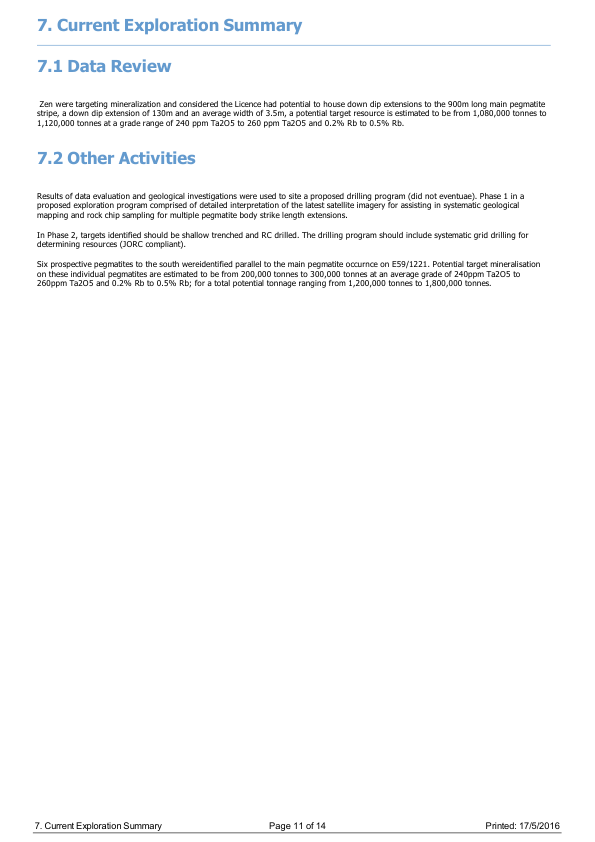 7. Current Exploration Summary
7.1 Data Review
Zen were targeting mineralization and considered the Licence had potential to house down dip extensions to the 900m long main pegmatite
stripe, a down dip extension of 130m and an average width of 3.5m, a potential target resource is estimated to be from 1,080,000 tonnes to
1,120,000 tonnes at a grade range of 240 ppm Ta2O5 to 260 ppm Ta2O5 and 0.2% Rb to 0.5% Rb.
7.2 Other Activities
Results of data evaluation and geological investigations were used to site a proposed drilling program (did not eventuae). Phase 1 in a
proposed exploration program comprised of detailed interpretation of the latest satellite imagery for assisting in systematic geological
mapping and rock chip sampling for multiple pegmatite body strike length extensions.
In Phase 2, targets identified should be shallow trenched and RC drilled. The drilling program should include systematic grid drilling for
determining resources (JORC compliant).
Six prospective pegmatites to the south wereidentified parallel to the main pegmatite occurnce on E59/1221. Potential target mineralisation
on these individual pegmatites are estimated to be from 200,000 tonnes to 300,000 tonnes at an average grade of 240ppm Ta2O5 to
260ppm Ta2O5 and 0.2% Rb to 0.5% Rb; for a total potential tonnage ranging from 1,200,000 tonnes to 1,800,000 tonnes.
7. Current Exploration Summary Page 11 of 14 Printed: 17/5/2016